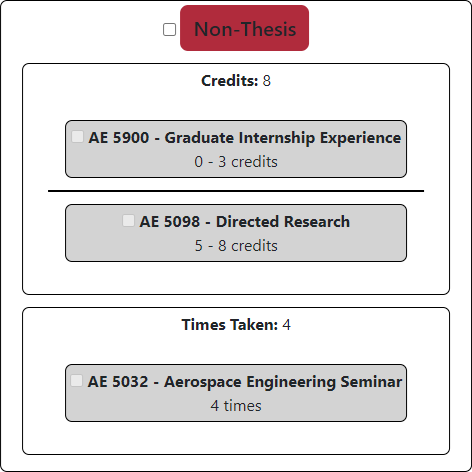 Non-Thesis
Credits: 8
AE 5900 - Graduate Internship Experience
0 - 3 credits
AE 5098 - Directed Research
5 - 8 credits
Times Taken: 4
AE 5032 - Aerospace Engineering Seminar
4 times